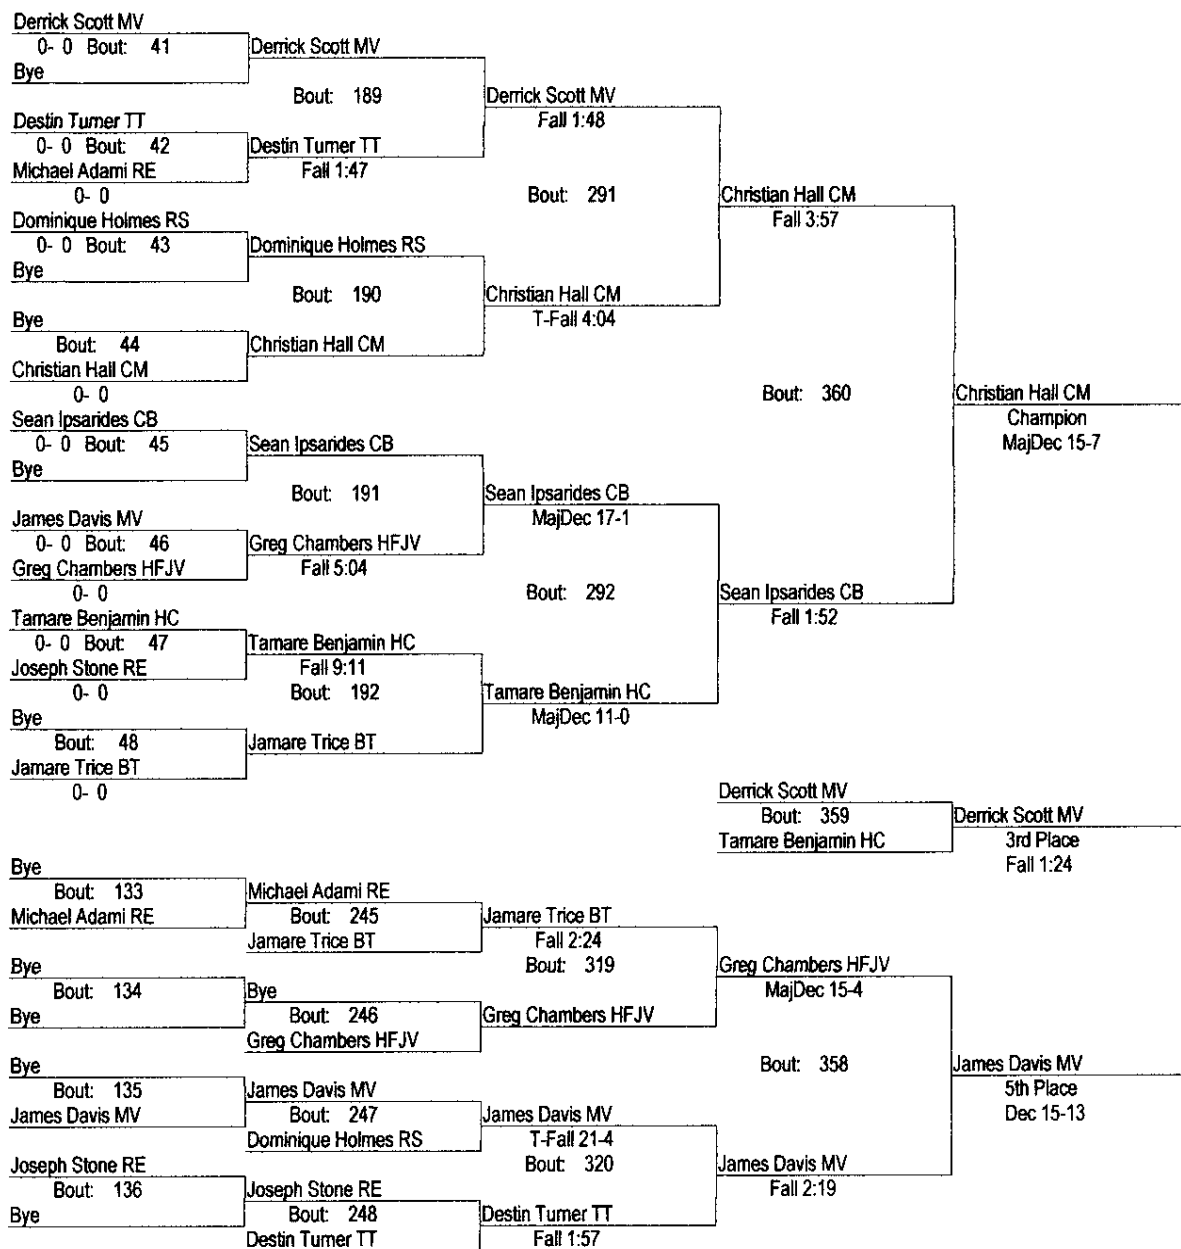 Derrick Scott MV
0- 0 Bout: 41
Bye
Derrick Scott MV
Bout: 189
Destin Turner TT
0- 0 Bout: 42
Michael Adami RE
0- 0
Destin Turner TT
Fall 1:47
Derrick Scott MV
Fall 1:48
Bout: 291
Dominique Holmes RS
0- 0 Bout: 43
Bye
Dominique Holmes RS
Bout: 190
Bye
Bout: 44
Christian Hall CM
0- 0
Christian Hall CM
Christian Hall CM
T-Fall 4:04
Christian Hall CM
Fall 3:57
Bout: 360
Christian Hall CM
Champion
MajDec 15-7
Sean Ipsarides CB
0- 0 Bout: 45
Bye
Sean Ipsarides CB
Bout: 191
James Davis MV
0- 0 Bout: 46
Greg Chambers HFJV
0- 0
Greg Chambers HFJV
Fall 5:04
Sean Ipsarides CB
MajDec 17-1
Bout: 292
Tamare Benjamin HC
0- 0 Bout: 47
Joseph Stone RE
0- 0
Tamare Benjamin HC
Fall 9:11
Bout: 192
Bye
Bout: 48
Jamare Trice BT
0- 0
Jamare Trice BT
Tamare Benjamin HC
MajDec 11-0
Sean Ipsarides CB
Fall 1:52
Derrick Scott MV
Bout: 359
Tamare Benjamin HC
Derrick Scott MV
3rd Place
Fall 1:24
Bye
Bout: 133
Michael Adami RE
Michael Adami RE
Bout: 245
Jamare Trice BT
Jamare Trice BT
Fall 2:24
Bout: 319
Bye
Bout: 134
Bye
Bye
Bout: 246
Greg Chambers HFJV
Greg Chambers HFJV
Greg Chambers HFJV
MajDec 15-4
Bout: 358
Bye
Bout: 135
James Davis MV
James Davis MV
Bout: 247
Dominique Holmes RS
James Davis MV
T-Fall 21-4
Bout: 320
Joseph Stone RE
Bout: 136
Bye
Joseph Stone RE
Bout: 248
Destin Turner TT
Destin Turner TT
Fall 1:57
James Davis MV
Fall 2:19
James Davis MV
5th Place
Dec 15-13